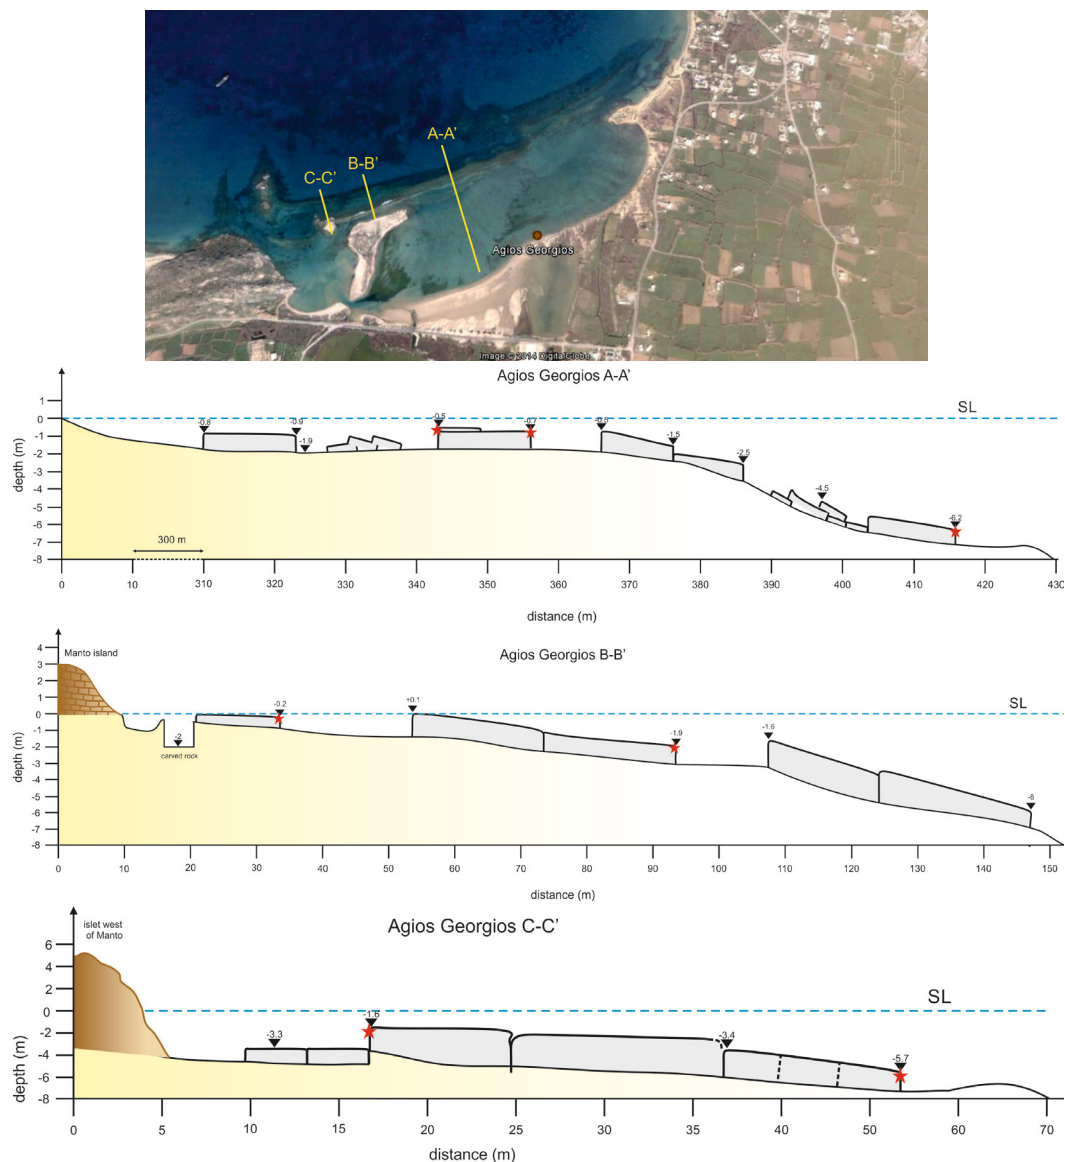 A-A'
B-B'
C-C'
Agios Georgios
Image © 2014 DigitalGlobe
Agios Georgios A-A'
SL
1
0
-1
-2
-3
-4
-5
-6
-7
-8
depth (m)
-0.8
-0.9
-1.9
-0.5
-0.7
-0.5
-1.5
-2.5
-4.5
-6.2
300 m
0 10 310 320 330 340 350 360 370 380 390 400 410 420 430
distance (m)
Agios Georgios B-B'
Manto island
SL
4
3
2
1
0
-1
-2
-3
-4
-5
-6
-7
-8
depth (m)
-2
carved rock
-0.2
+0.1
-1.9
-1.6
-6
0 10 20 30 40 50 60 70 80 90 100 110 120 130 140 150
distance (m)
Agios Georgios C-C'
islet west
of Manto
SL
6
4
2
0
-2
-4
-6
-8
depth (m)
-3.3
-1.6
-3.4
-5.7
0 5 10 16 20 25 30 35 40 52 60 70
distance (m)